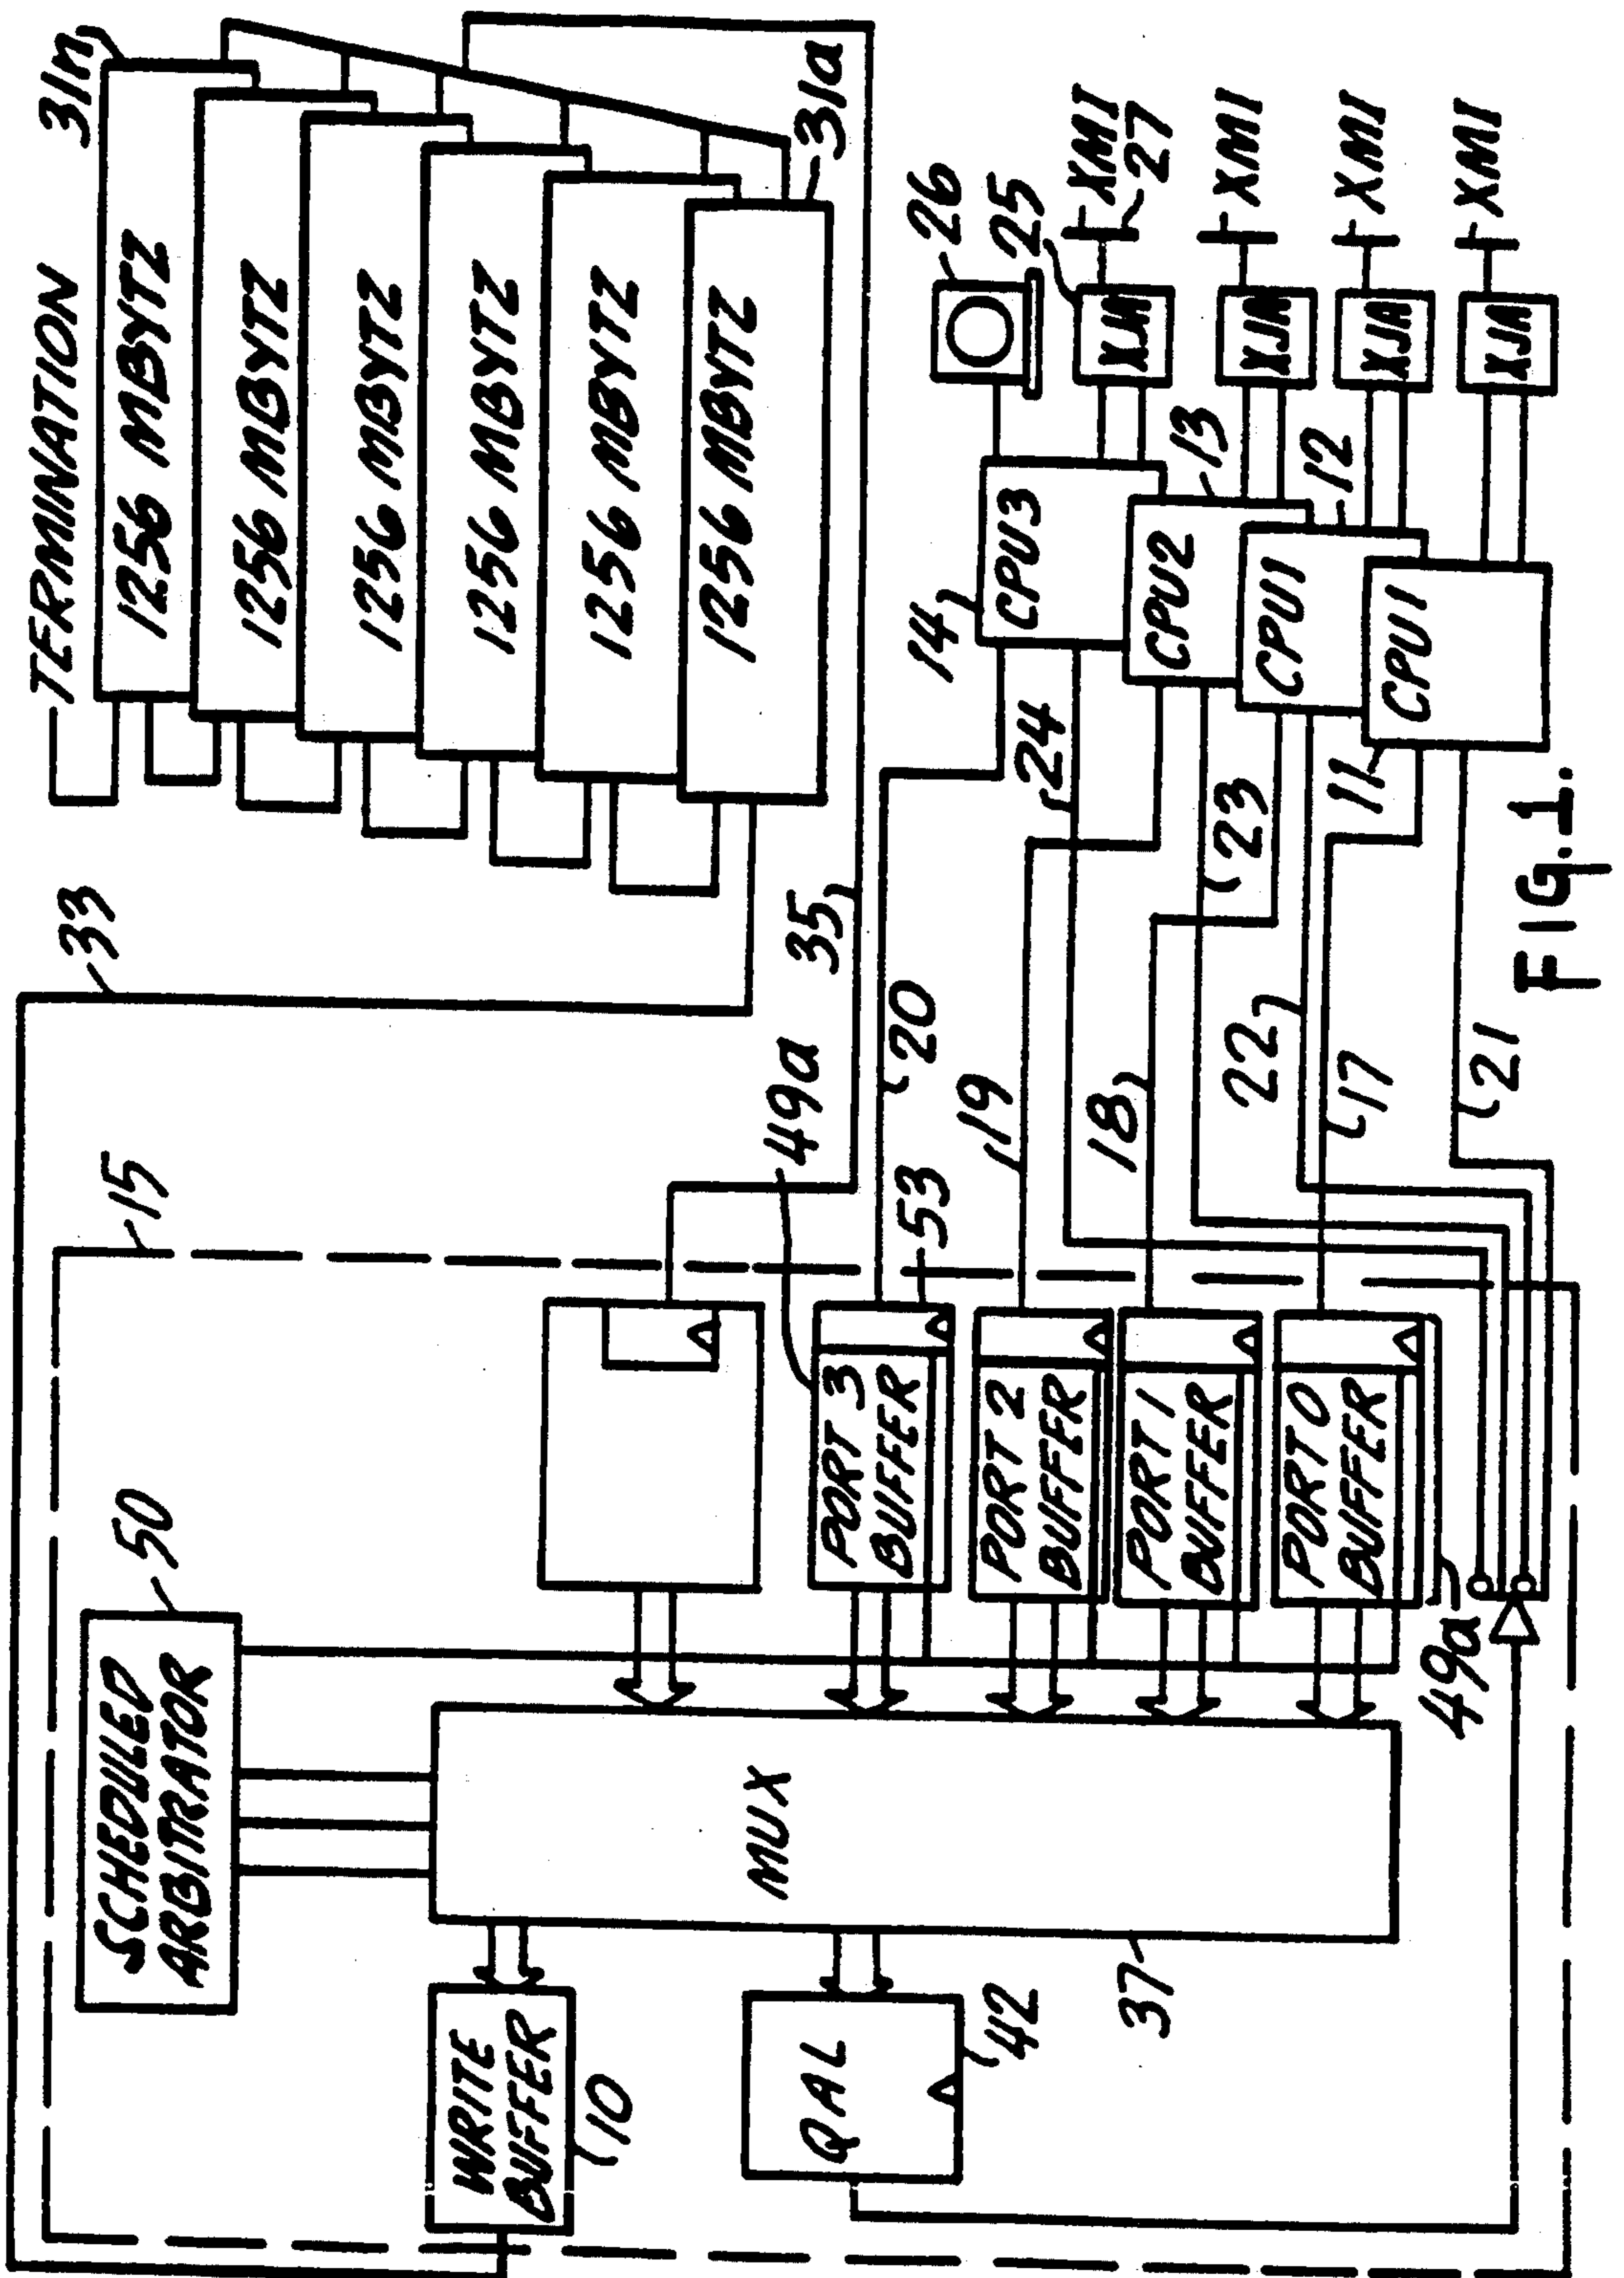 TERMINATION
31n
1256 MBYTZ
1256 MBYTZ
1256 MBYTZ
1256 MBYTZ
1256 MBYTZ
1256 MBYTZ
31a
33
35
15
50
SCHEDULED
ARBITRATOR
WRITE
BUFFER
10
MUX
37
QAL
42
49a
PORT 3
BUFFER
53
PORT 2
BUFFER
PORT 1
BUFFER
PORT 0
BUFFER
49a
20
19
18
17
24
23
22
21
14
CPU3
13
CPU2
12
CPU1
11
CPU1
26
25
XJA
XMI
27
XJA
XMI
XJA
XMI
XJA
XMI
FIG. 1.